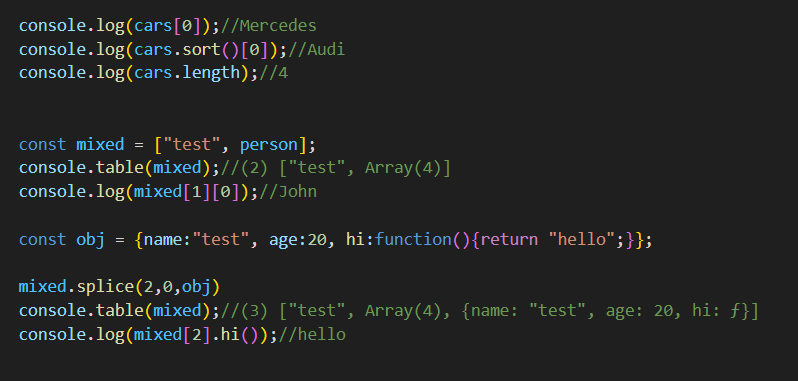 console.log(cars[0]);//Mercedes
console.log(cars.sort()[0]);//Audi
console.log(cars.length);//4
const mixed = ["test", person];
console.table(mixed);//(2) ["test", Array(4)]
console.log(mixed[1][0]);//John
const obj = {name:"test", age:20, hi:function(){return "hello";}};
mixed.splice(2,0,obj)
console.table(mixed);//(3) ["test", Array(4), {name: "test", age: 20, hi: ƒ}]
console.log(mixed[2].hi());//hello